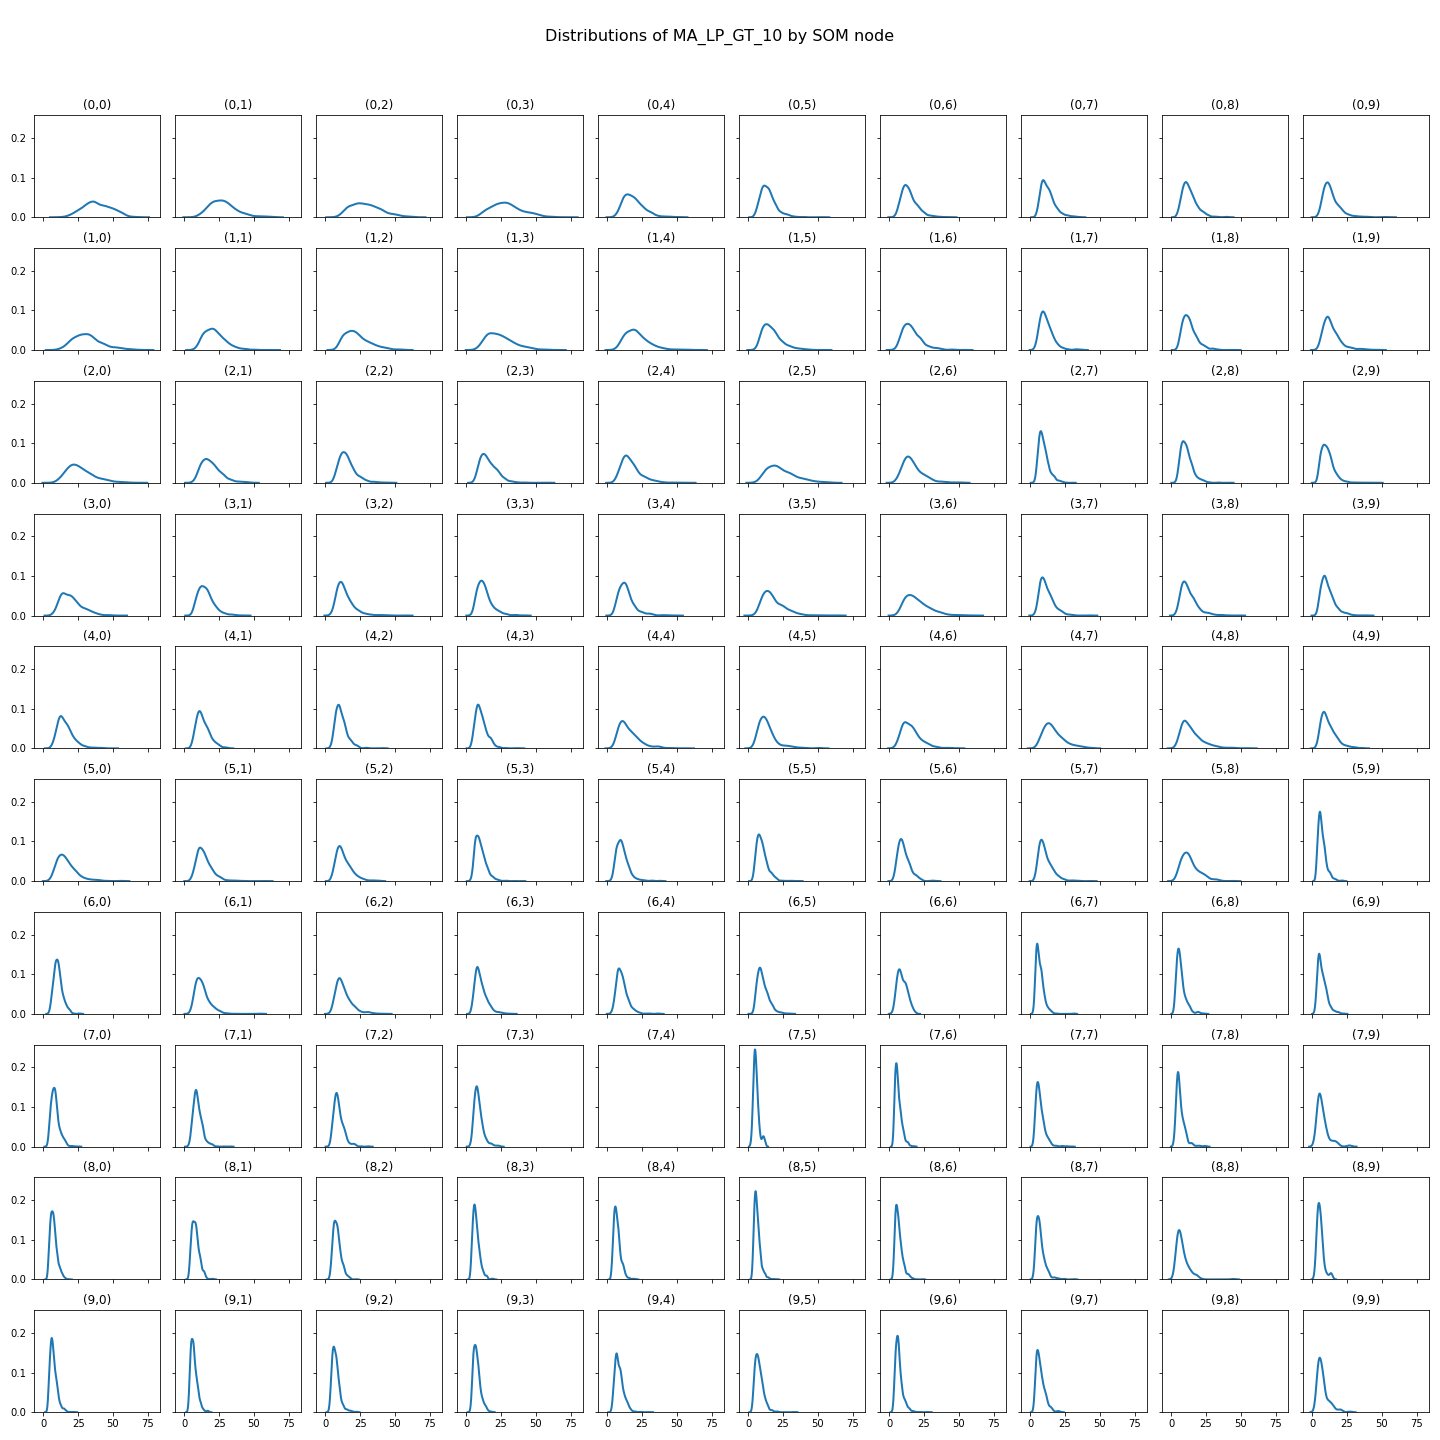 Distributions of MA_LP_GT_10 by SOM node
(0,0) (0,1) (0,2) (0,3) (0,4) (0,5) (0,6) (0,7) (0,8) (0,9)
0.2
0.1
0.0
(1,0) (1,1) (1,2) (1,3) (1,4) (1,5) (1,6) (1,7) (1,8) (1,9)
0.2
0.1
0.0
(2,0) (2,1) (2,2) (2,3) (2,4) (2,5) (2,6) (2,7) (2,8) (2,9)
0.2
0.1
0.0
(3,0) (3,1) (3,2) (3,3) (3,4) (3,5) (3,6) (3,7) (3,8) (3,9)
0.2
0.1
0.0
(4,0) (4,1) (4,2) (4,3) (4,4) (4,5) (4,6) (4,7) (4,8) (4,9)
0.2
0.1
0.0
(5,0) (5,1) (5,2) (5,3) (5,4) (5,5) (5,6) (5,7) (5,8) (5,9)
0.2
0.1
0.0
(6,0) (6,1) (6,2) (6,3) (6,4) (6,5) (6,6) (6,7) (6,8) (6,9)
0.2
0.1
0.0
(7,0) (7,1) (7,2) (7,3) (7,4) (7,5) (7,6) (7,7) (7,8) (7,9)
0.2
0.1
0.0
(8,0) (8,1) (8,2) (8,3) (8,4) (8,5) (8,6) (8,7) (8,8) (8,9)
0.2
0.1
0.0
(9,0) (9,1) (9,2) (9,3) (9,4) (9,5) (9,6) (9,7) (9,8) (9,9)
0.2
0.1
0.0
0 25 50 75 0 25 50 75 0 25 50 75 0 25 50 75 0 25 50 75 0 25 50 75 0 25 50 75 0 25 50 75 0 25 50 75 0 25 50 75